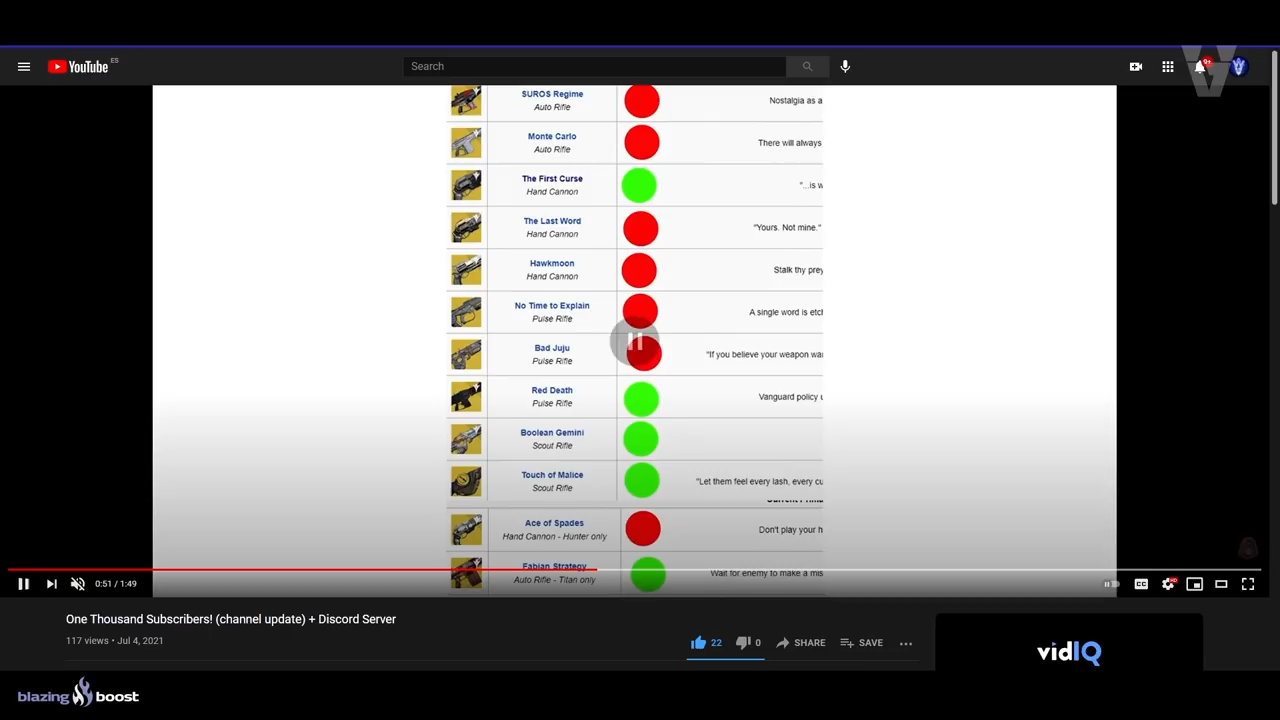 YouTube
ES
Search
9+
SUROS Regime
Auto Rifle
Nostalgia as a
Monte Carlo
Auto Rifle
There will always
The First Curse
Hand Cannon
"...is w
The Last Word
Hand Cannon
"Yours. Not mine."
Hawkmoon
Hand Cannon
Stalk thy prey
No Time to Explain
Pulse Rifle
A single word is etch
Bad Juju
Pulse Rifle
"If you believe your weapon wan
Red Death
Pulse Rifle
Vanguard policy u
Boolean Gemini
Scout Rifle
Touch of Malice
Scout Rifle
"Let them feel every lash, every cu
Ace of Spades
Hand Cannon - Hunter only
Don't play your h
Fabian Strategy
Auto Rifle - Titan only
Wait for enemy to make a mis
0:51 / 1:49
One Thousand Subscribers! (channel update) + Discord Server
117 views • Jul 4, 2021
22
0
SHARE
SAVE
vidIQ
blazing boost